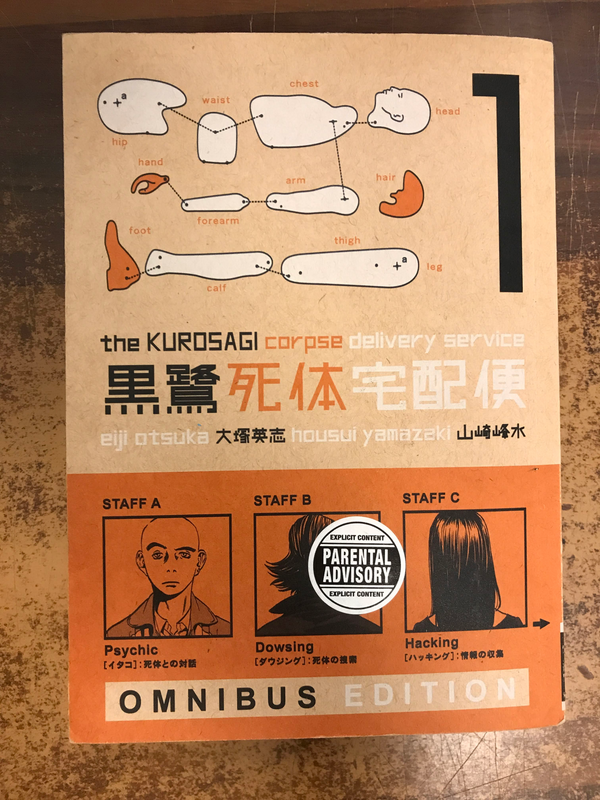 chest
waist
head
hip
hand
arm
hair
forearm
foot
thigh
leg
calf
a
a
1
the KUROSAGI corpse delivery service
黒鷺死体宅配便
eiji otsuka 大塚英志 housui yamazaki 山崎峰水
STAFF A
STAFF B
STAFF C
EXPLICIT CONTENT
PARENTAL
ADVISORY
EXPLICIT CONTENT
Psychic
[イタコ]:死体との対話
Dowsing
[ダウジング]:死体の捜索
Hacking
[ハッキング]:情報の収集
OMNIBUS EDITION